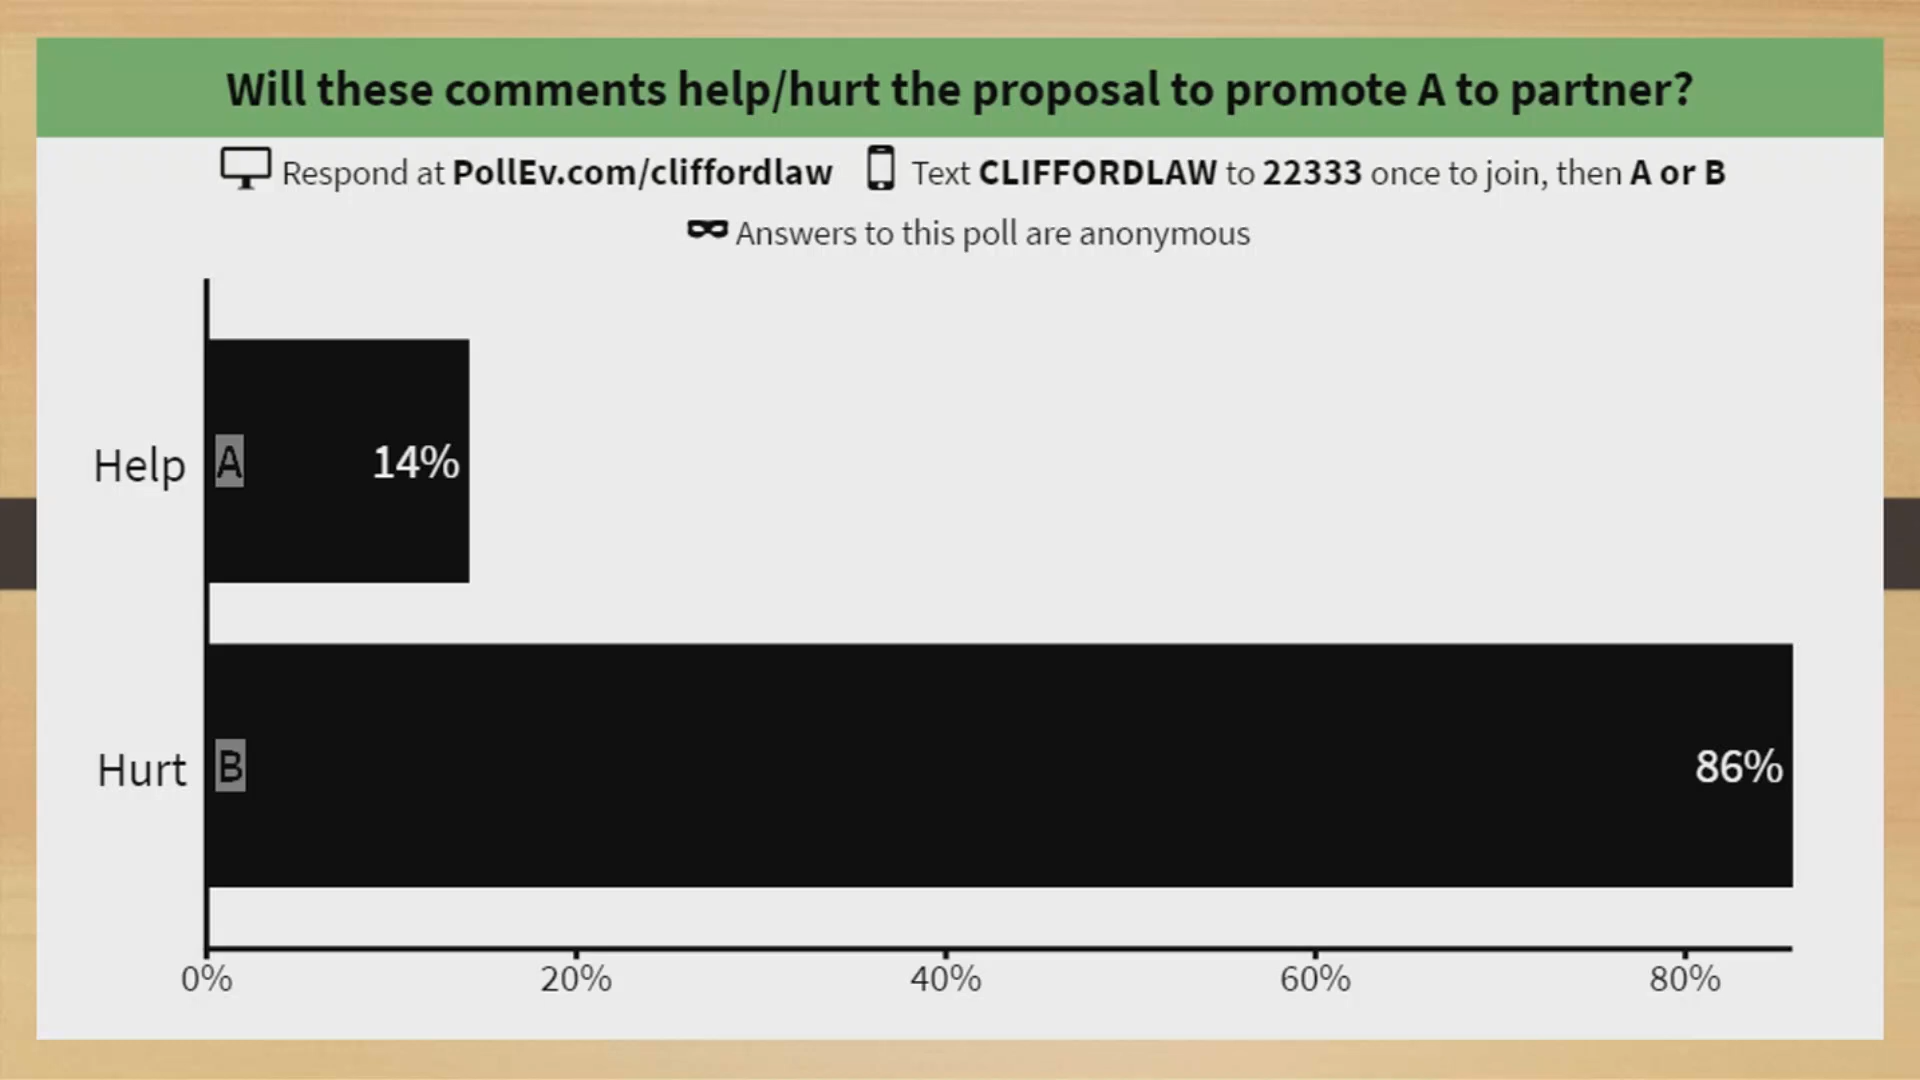 Will these comments help/hurt the proposal to promote A to partner?
Respond at PollEv.com/cliffordlaw Text CLIFFORDLAW to 22333 once to join, then A or B
Answers to this poll are anonymous
Help A 14%
Hurt B 86%
0% 20% 40% 60% 80%